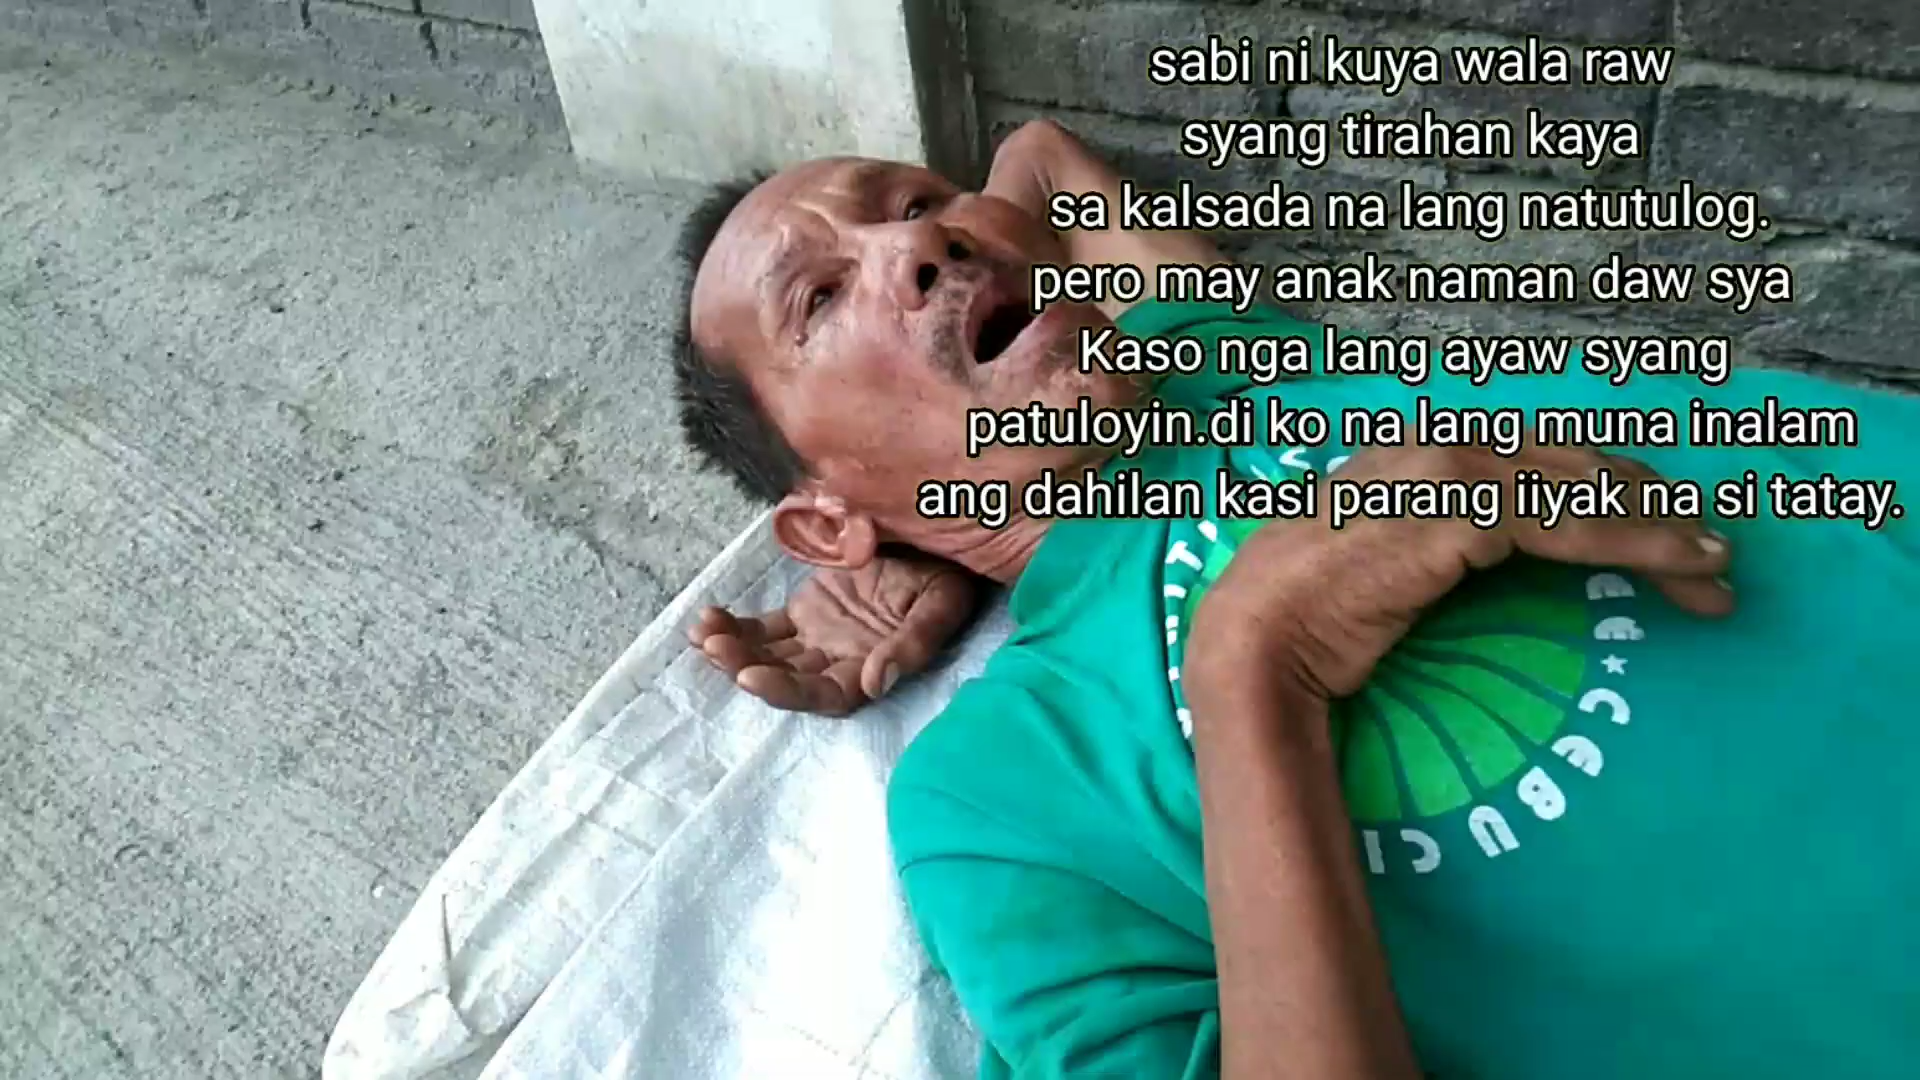 sabi ni kuya wala raw
syang tirahan kaya
sa kalsada na lang natutulog.
pero may anak naman daw sya
Kaso nga lang ayaw syang
patuloyin.di ko na lang muna inalam
ang dahilan kasi parang iiyak na si tatay.
CEBU CI